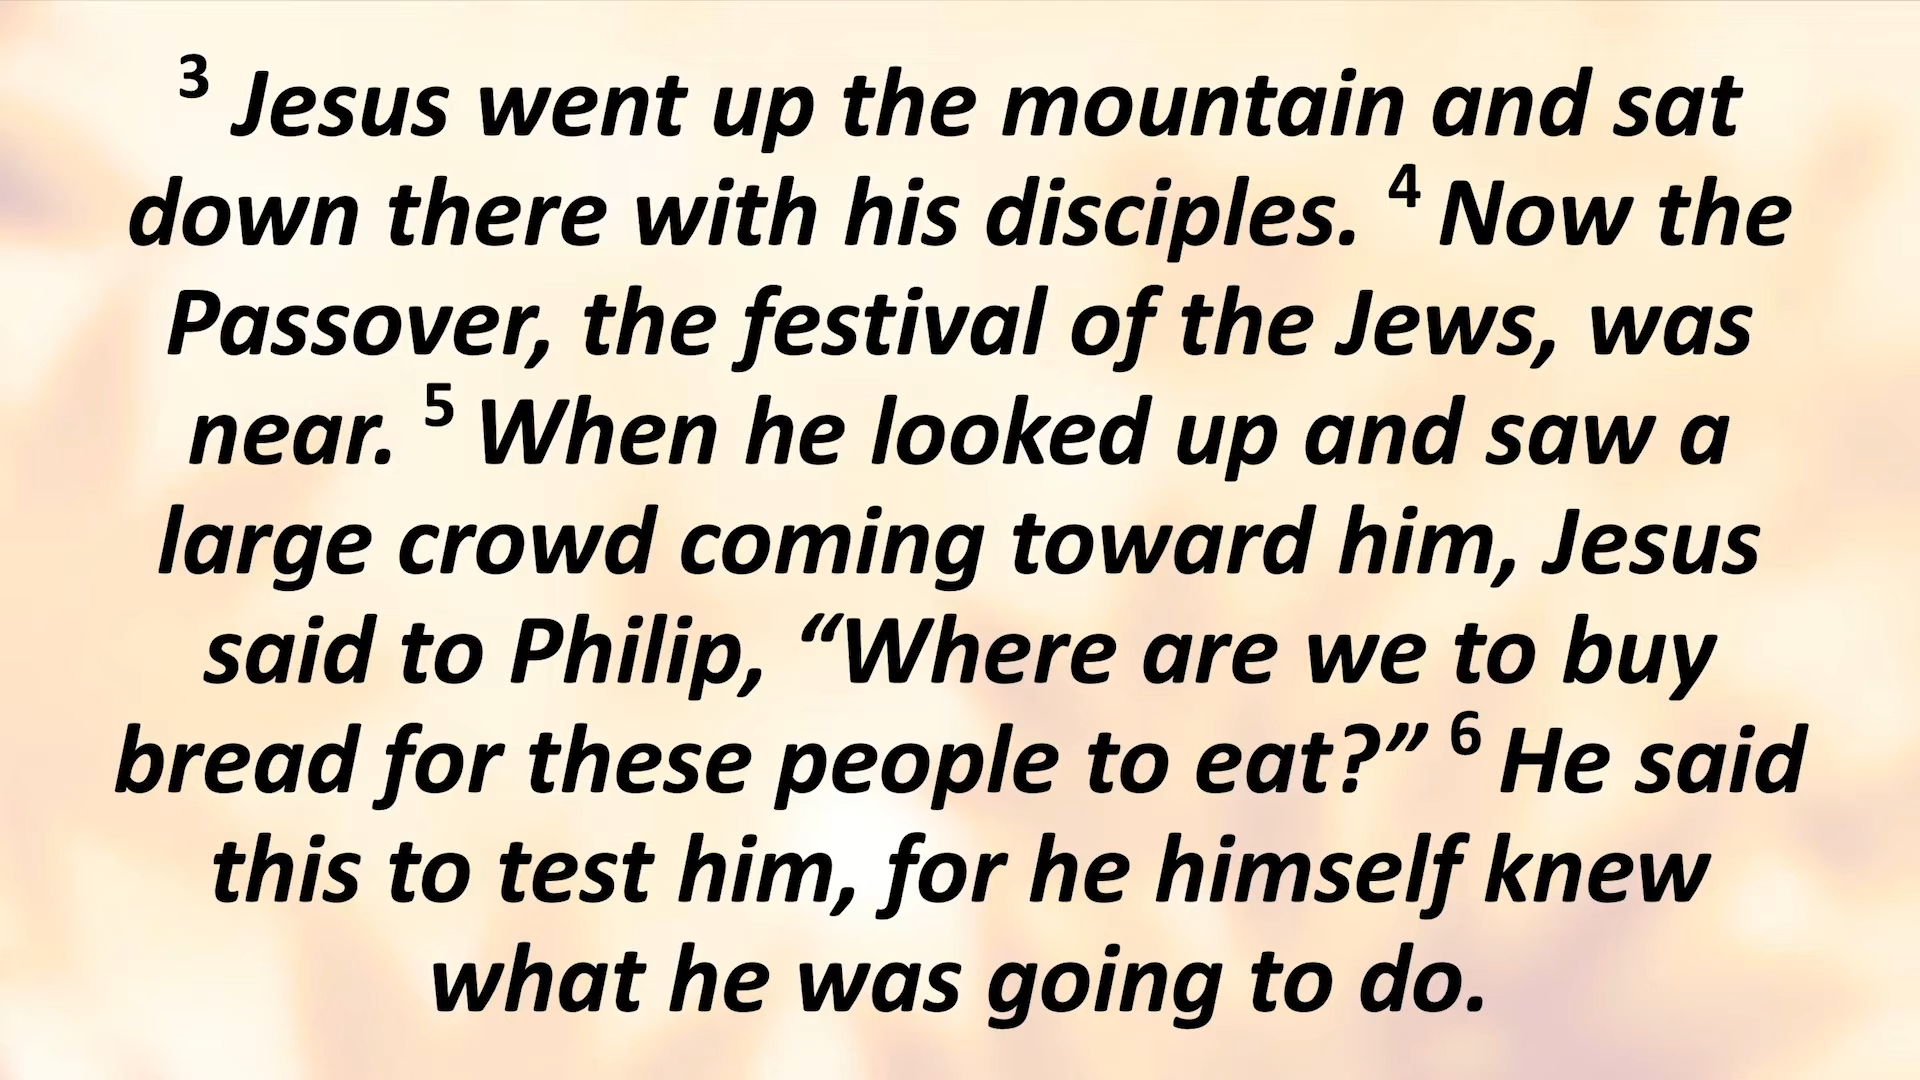 3 Jesus went up the mountain and sat
down there with his disciples. 4 Now the
Passover, the festival of the Jews, was
near. 5 When he looked up and saw a
large crowd coming toward him, Jesus
said to Philip, “Where are we to buy
bread for these people to eat?” 6 He said
this to test him, for he himself knew
what he was going to do.